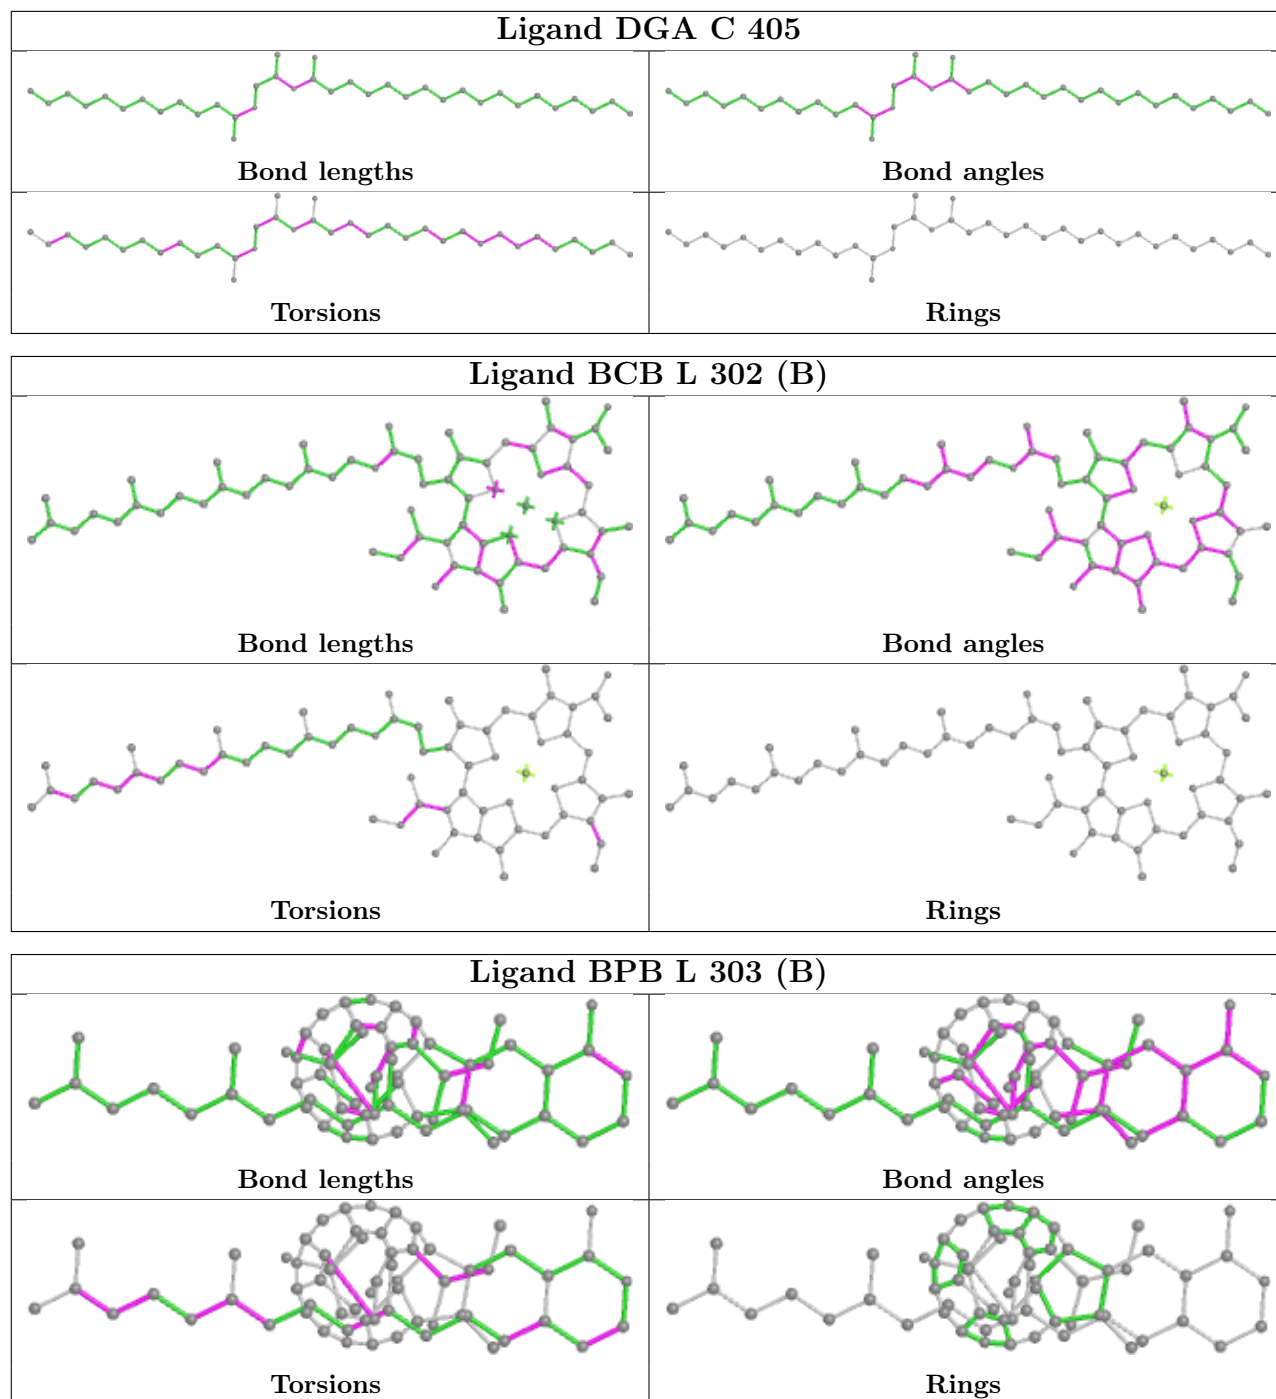 Ligand DGA C 405
Bond lengths
Bond angles
Torsions
Rings
Ligand BCB L 302 (B)
Bond lengths
Bond angles
Torsions
Rings
Ligand BPB L 303 (B)
Bond lengths
Bond angles
Torsions
Rings